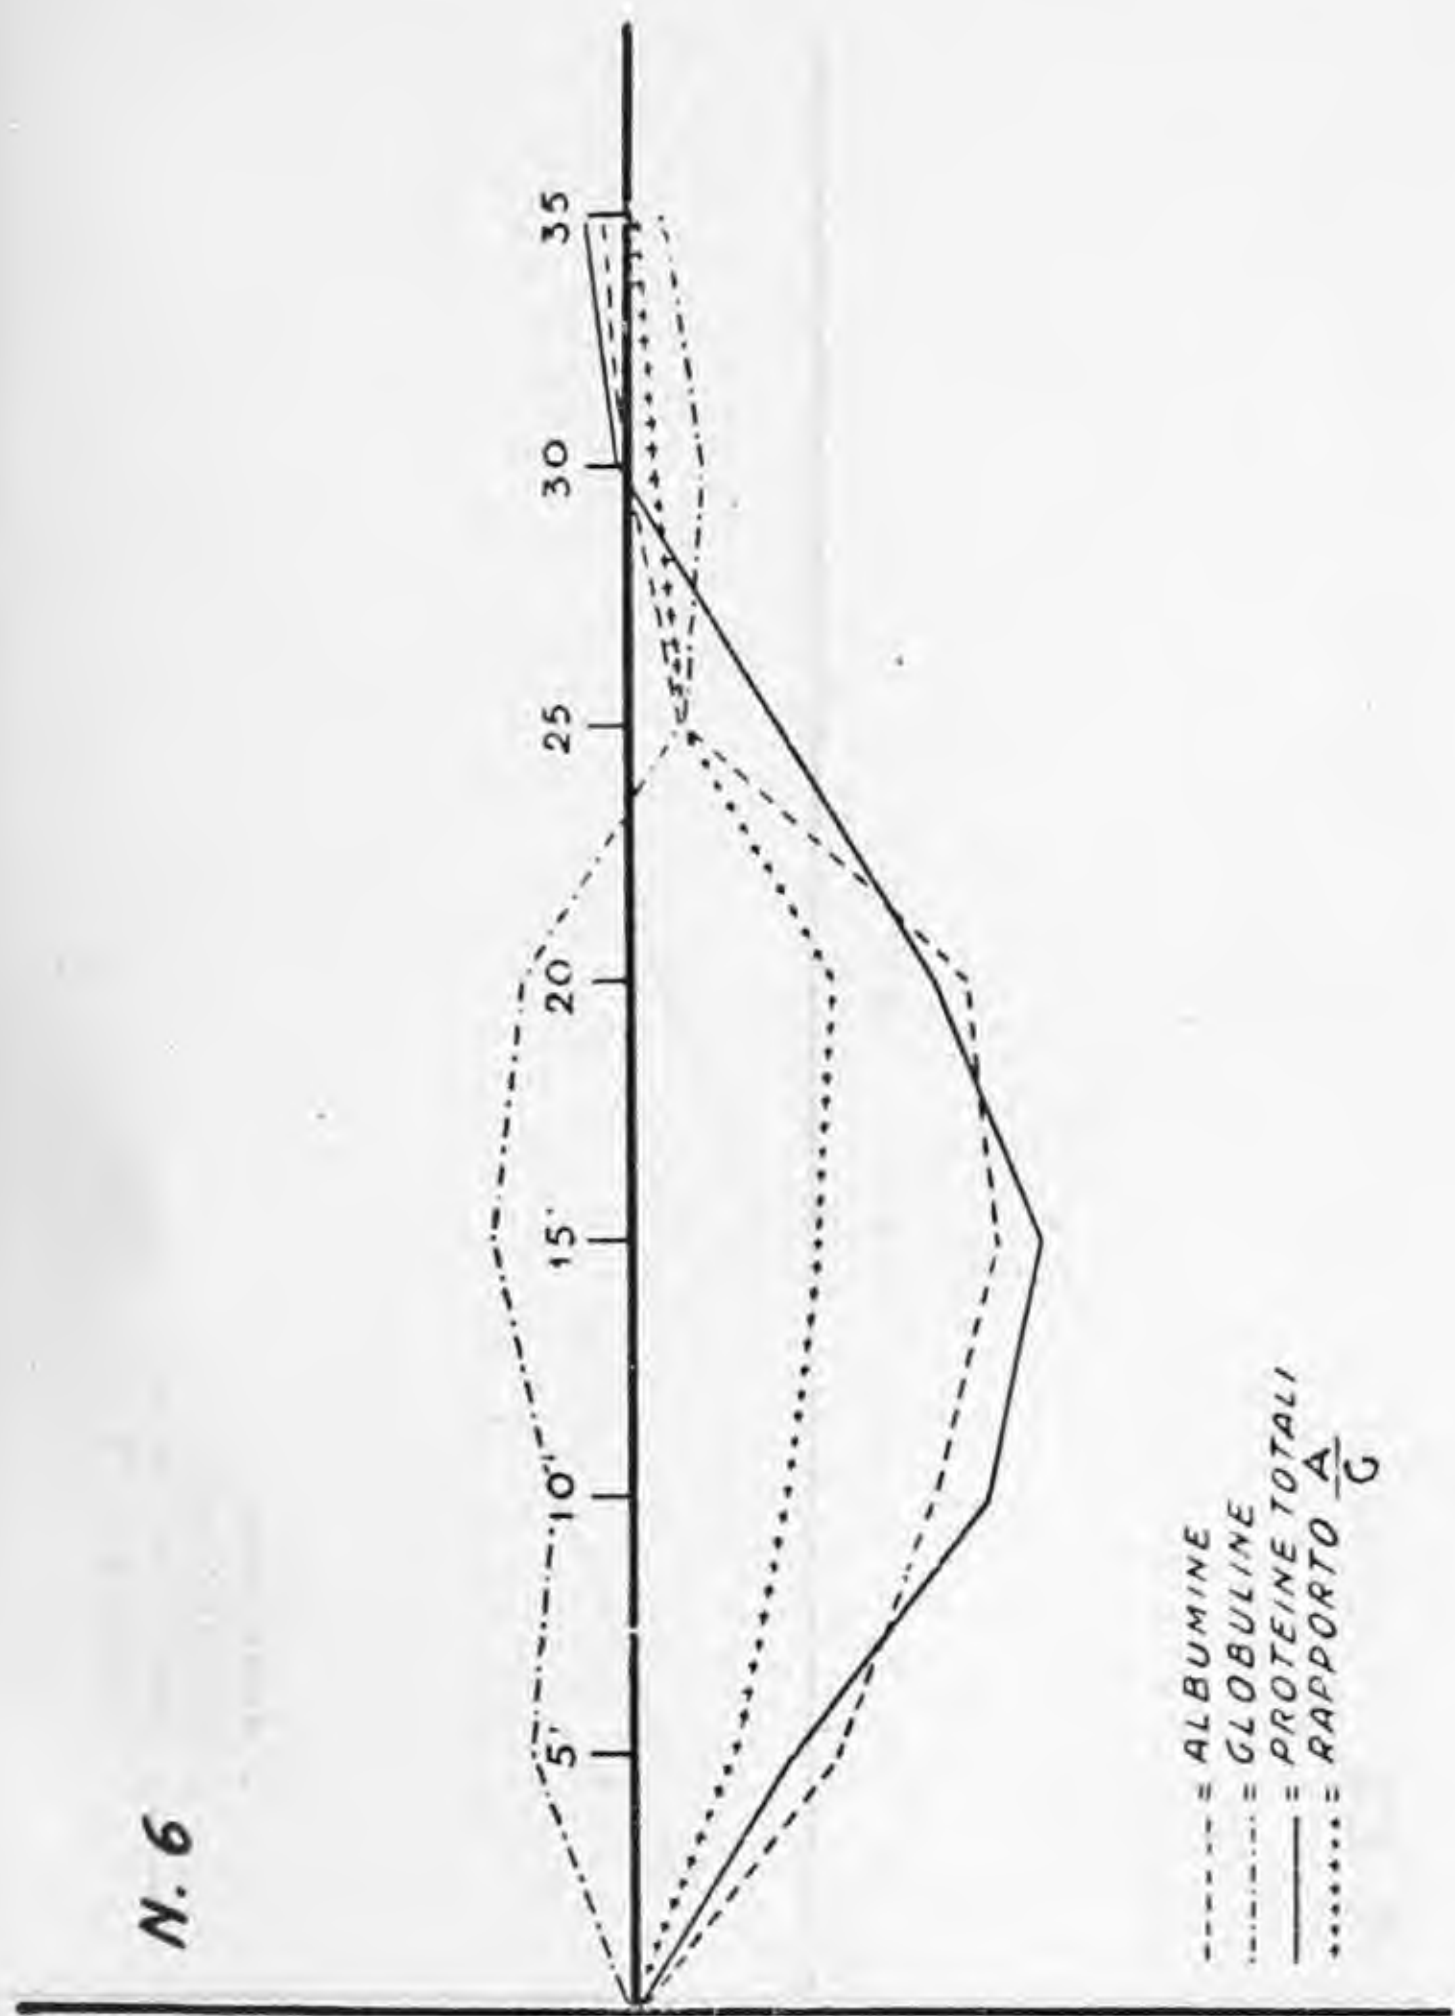 N. 6
5' 10' 15' 20 25 30 35
= ALBUMINE
= GLOBULINE
= PROTEINE TOTALI
= RAPPORTO A/G